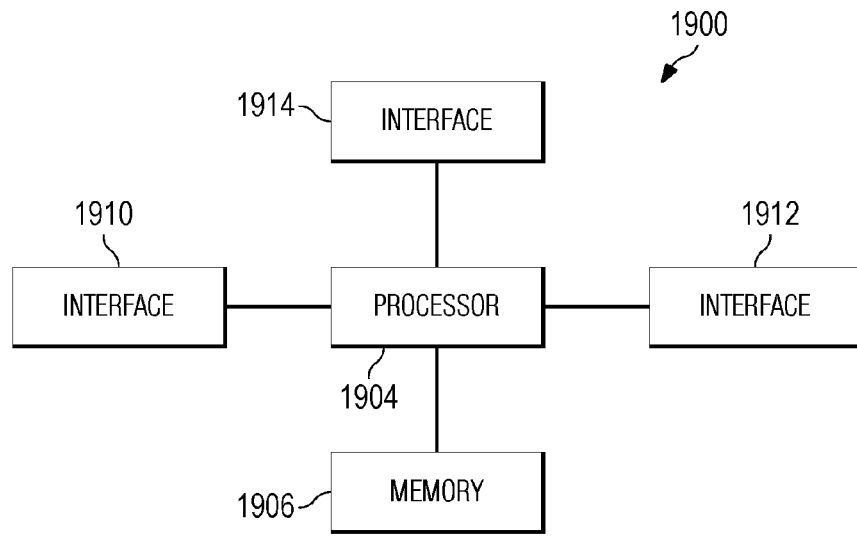 1900
1914
INTERFACE
1910
1912
INTERFACE
PROCESSOR
INTERFACE
1904
1906
MEMORY